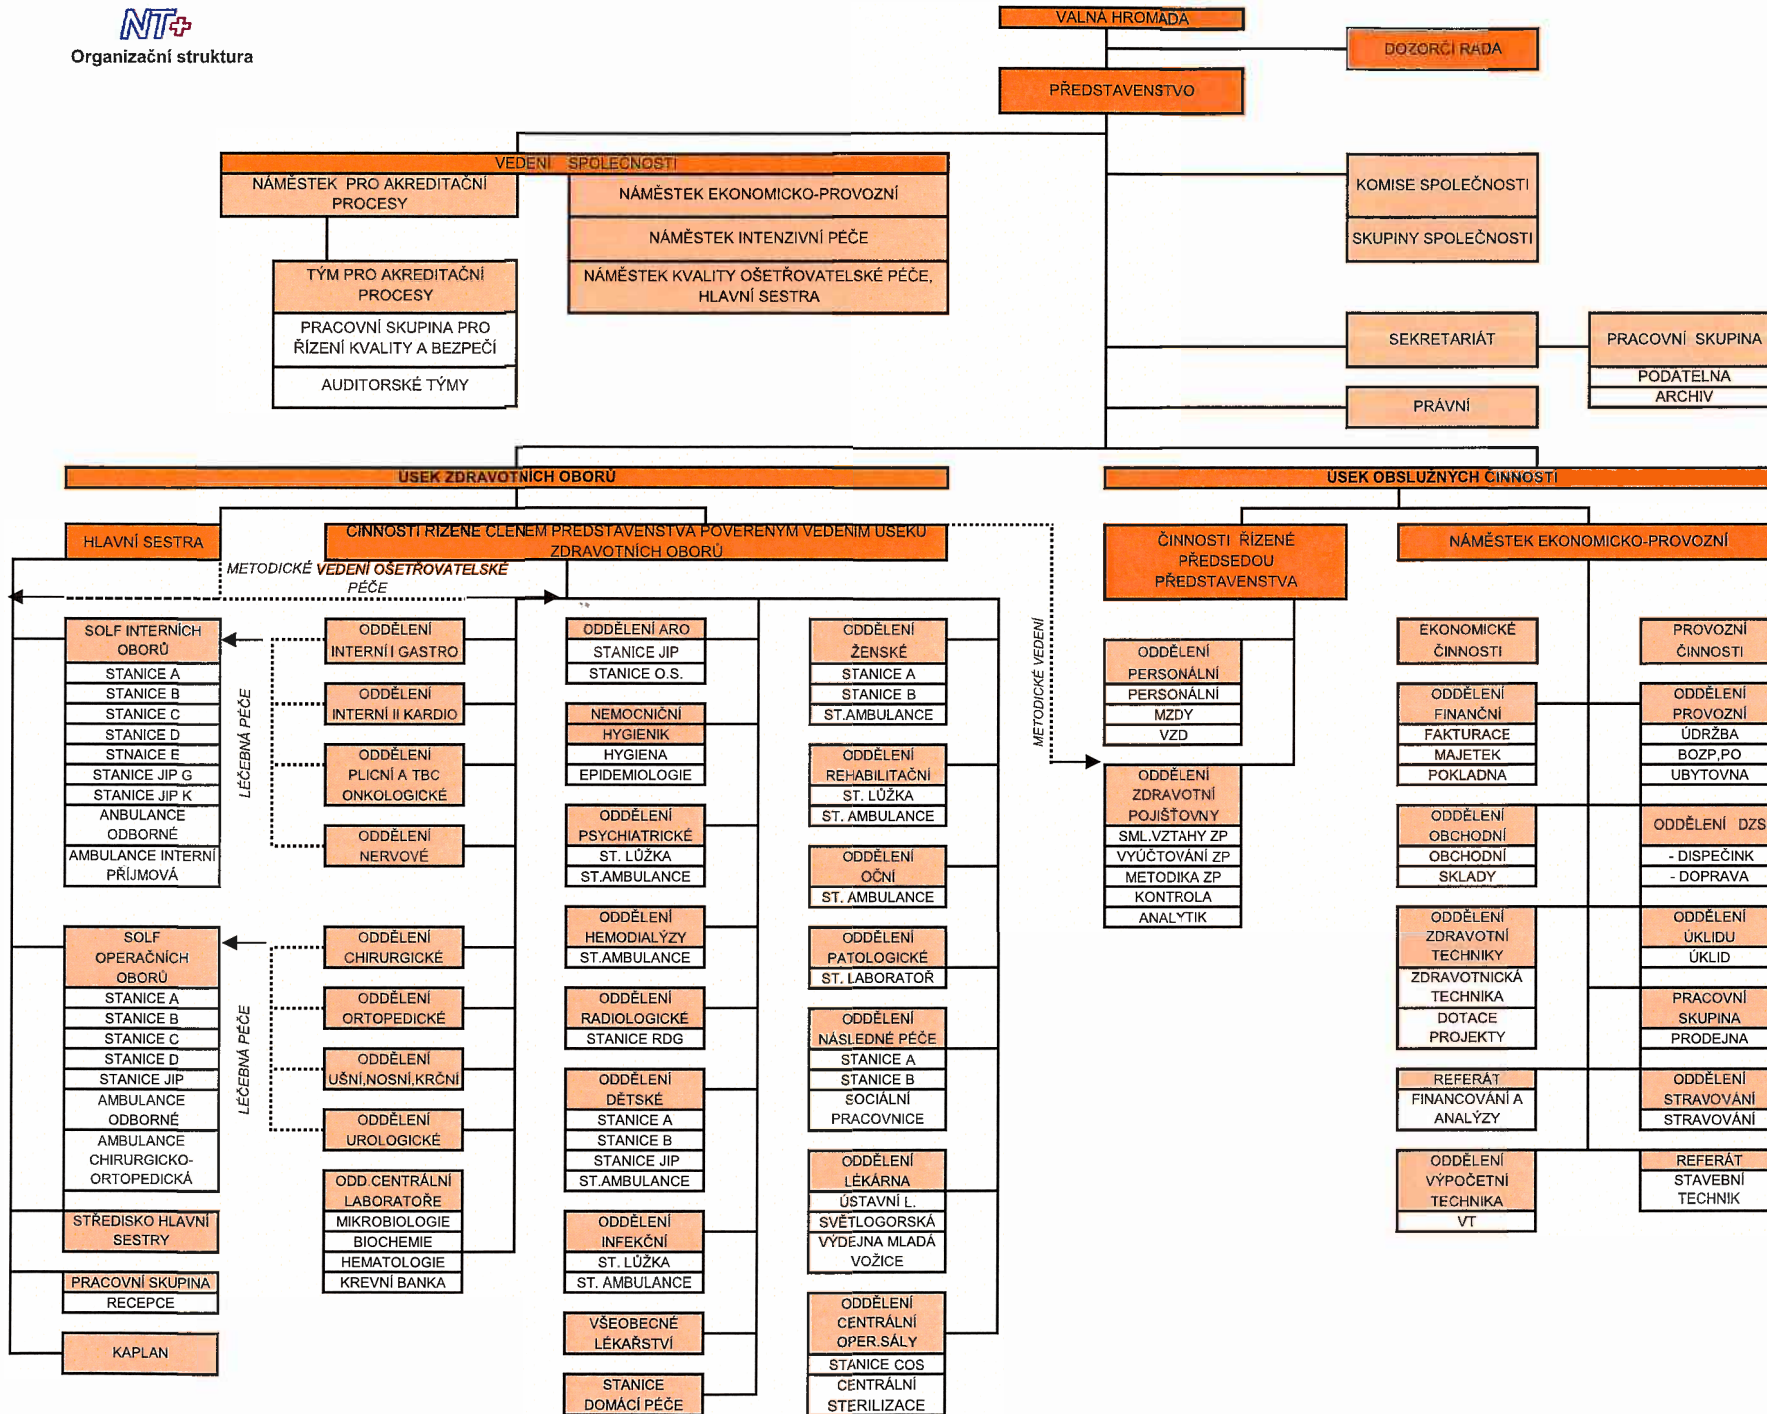 NT+
Organizační struktura
VALNÁ HROMADA
DOZORČÍ RADA
PŘEDSTAVENSTVO
VEDENÍ SPOLEČNOSTI
NÁMĚSTEK PRO AKREDITAČNÍ
PROCESY
NÁMĚSTEK EKONOMICKO-PROVOZNÍ
NÁMĚSTEK INTENZIVNÍ PÉČE
NÁMĚSTEK KVALITY OŠETŘOVATELSKÉ PÉČE,
HLAVNÍ SESTRA
TÝM PRO AKREDITAČNÍ
PROCESY
PRACOVNÍ SKUPINA PRO
ŘÍZENÍ KVALITY A BEZPEČÍ
AUDITORSKÉ TÝMY
KOMISE SPOLEČNOSTI
SKUPINY SPOLEČNOSTI
SEKRETARIÁT
PRACOVNÍ SKUPINA
PODATELNA
ARCHIV
PRÁVNÍ
ÚSEK ZDRAVOTNÍCH OBORŮ
ÚSEK OBSLUŽNÝCH ČINNOSTÍ
HLAVNÍ SESTRA
ČINNOSTI ŘÍZENÉ ČLENEM PŘEDSTAVENSTVA POVĚŘENÝM VEDENÍM ÚSEKU
ZDRAVOTNÍCH OBORŮ
METODICKÉ VEDENÍ OŠETŘOVATELSKÉ
PÉČE
SOLF INTERNÍCH
OBORŮ
STANICE A
STANICE B
STANICE C
STANICE D
STNAICE E
STANICE JIP G
STANICE JIP K
ANBULANCE
ODBORNÉ
AMBULANCE INTERNÍ
PŘÍJMOVÁ
SOLF
OPERAČNÍCH
OBORŮ
STANICE A
STANICE B
STANICE C
STANICE D
STANICE JIP
AMBULANCE
ODBORNÉ
AMBULANCE
CHIRURGICKO-
ORTOPEDICKÁ
STŘEDISKO HLAVNÍ
SESTRY
PRACOVNÍ SKUPINA
RECEPCE
KAPLAN
LÉČEBNÁ PÉČE
LÉČEBNÁ PÉČE
ODDĚLENÍ
INTERNÍ I GASTRO
ODDĚLENÍ
INTERNÍ II KARDIO
ODDĚLENÍ
PLICNÍ A TBC
ONKOLOGICKÉ
ODDĚLENÍ
NERVOVÉ
ODDĚLENÍ
CHIRURGICKÉ
ODDĚLENÍ
ORTOPEDICKÉ
ODDĚLENÍ
UŠNÍ,NOSNÍ,KRČNÍ
ODDĚLENÍ
UROLOGICKÉ
ODD.CENTRÁLNÍ
LABORATOŘE
MIKROBIOLOGIE
BIOCHEMIE
HEMATOLOGIE
KREVNÍ BANKA
ODDĚLENÍ ARO
STANICE JIP
STANICE O.S.
NEMOCNIČNÍ
HYGIENIK
HYGIENA
EPIDEMIOLOGIE
ODDĚLENÍ
PSYCHIATRICKÉ
ST. LŮŽKA
ST.AMBULANCE
ODDĚLENÍ
HEMODIALÝZY
ST.AMBULANCE
ODDĚLENÍ
RADIOLOGICKÉ
STANICE RDG
ODDĚLENÍ
DĚTSKÉ
STANICE A
STANICE B
STANICE JIP
ST.AMBULANCE
ODDĚLENÍ
INFEKČNÍ
ST. LŮŽKA
ST. AMBULANCE
VŠEOBECNÉ
LÉKAŘSTVÍ
STANICE
DOMÁCÍ PÉČE
ODDĚLENÍ
ŽENSKÉ
STANICE A
STANICE B
ST.AMBULANCE
ODDĚLENÍ
REHABILITAČNÍ
ST. LŮŽKA
ST. AMBULANCE
ODDĚLENÍ
OČNÍ
ST. AMBULANCE
ODDĚLENÍ
PATOLOGICKÉ
ST. LABORATOŘ
ODDĚLENÍ
NÁSLEDNÉ PÉČE
STANICE A
STANICE B
SOCIÁLNÍ
PRACOVNICE
ODDĚLENÍ
LÉKÁRNA
ÚSTAVNÍ L.
SVĚTLOGORSKÁ
VÝDEJNA MLADÁ
VOŽICE
ODDĚLENÍ
CENTRÁLNÍ
OPER.SÁLY
STANICE COS
CENTRÁLNÍ
STERILIZACE
METODICKÉ VEDENÍ
ČINNOSTI ŘÍZENÉ
PŘEDSEDOU
PŘEDSTAVENSTVA
ODDĚLENÍ
PERSONÁLNÍ
PERSONÁLNÍ
MZDY
VZD
ODDĚLENÍ
ZDRAVOTNÍ
POJIŠŤOVNY
SML.VZTAHY ZP
VYÚČTOVÁNÍ ZP
METODIKA ZP
KONTROLA
ANALYTIK
NÁMĚSTEK EKONOMICKO-PROVOZNÍ
EKONOMICKÉ
ČINNOSTI
ODDĚLENÍ
FINANČNÍ
FAKTURACE
MAJETEK
POKLADNA
ODDĚLENÍ
OBCHODNÍ
OBCHODNÍ
SKLADY
ODDĚLENÍ
ZDRAVOTNÍ
TECHNIKY
ZDRAVOTNICKÁ
TECHNIKA
DOTACE
PROJEKTY
REFERÁT
FINANCOVÁNÍ A
ANALÝZY
ODDĚLENÍ
VÝPOČETNÍ
TECHNIKA
VT
PROVOZNÍ
ČINNOSTI
ODDĚLENÍ
PROVOZNÍ
ÚDRŽBA
BOZP,PO
UBYTOVNA
ODDĚLENÍ DZS
- DISPEČINK
- DOPRAVA
ODDĚLENÍ
ÚKLIDU
ÚKLID
PRACOVNÍ
SKUPINA
PRODEJNA
ODDĚLENÍ
STRAVOVÁNÍ
STRAVOVÁNÍ
REFERÁT
STAVEBNÍ
TECHNIK